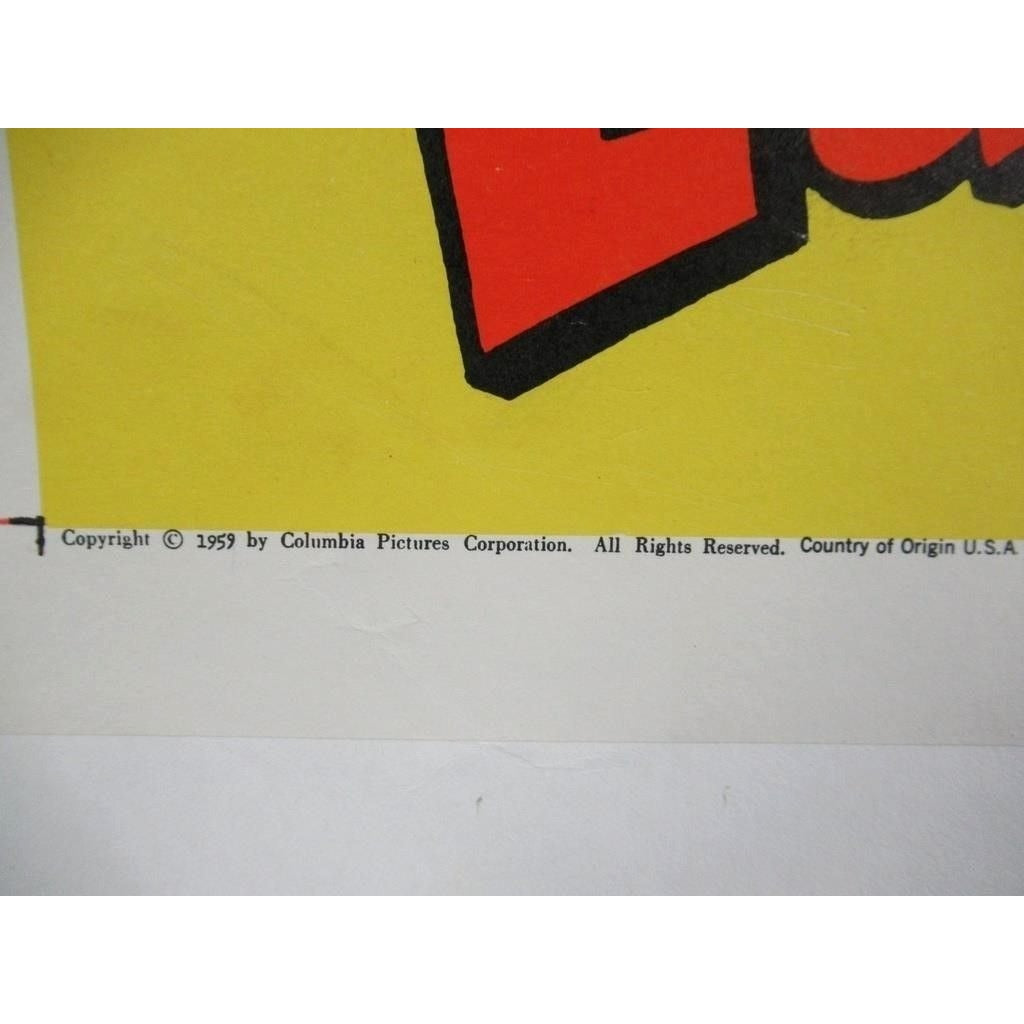 Copyright © 1959 by Columbia Pictures Corporation. All Rights Reserved. Country of Origin U.S.A.